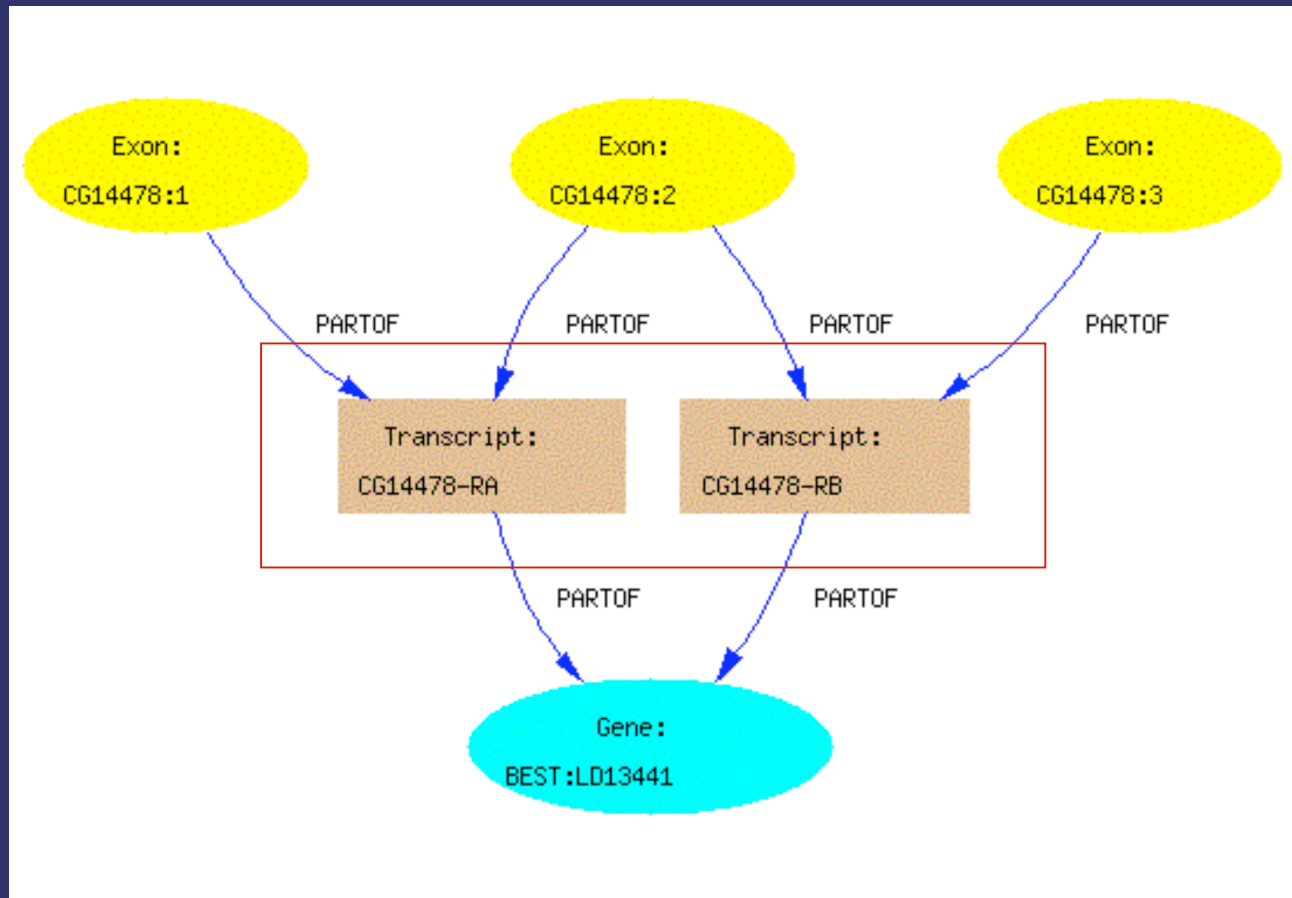 Exon:
CG14478:1
Exon:
CG14478:2
Exon:
CG14478:3
PARTOF
PARTOF
PARTOF
PARTOF
Transcript:
CG14478-RA
Transcript:
CG14478-RB
PARTOF
PARTOF
Gene:
BEST:LD13441